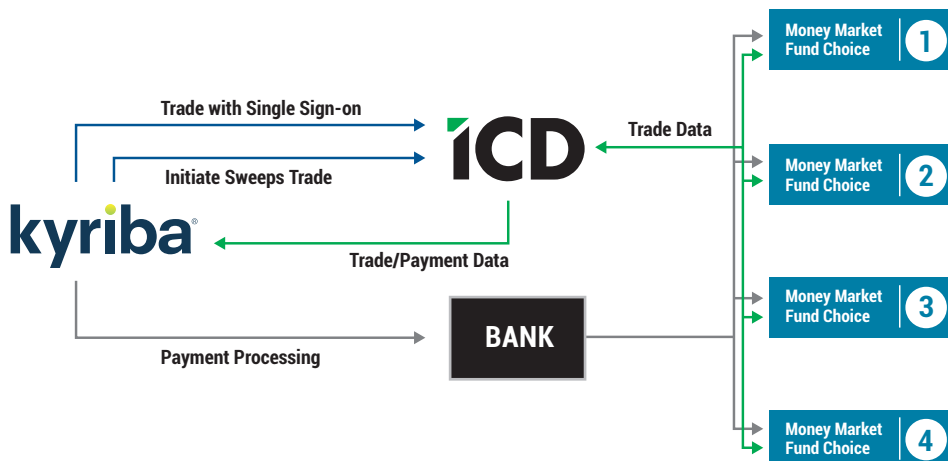 Trade with Single Sign-on
Initiate Sweeps Trade
kyriba®
Trade/Payment Data
Payment Processing
iCD
BANK
Trade Data
Money Market
Fund Choice
1
Money Market
Fund Choice
2
Money Market
Fund Choice
3
Money Market
Fund Choice
4